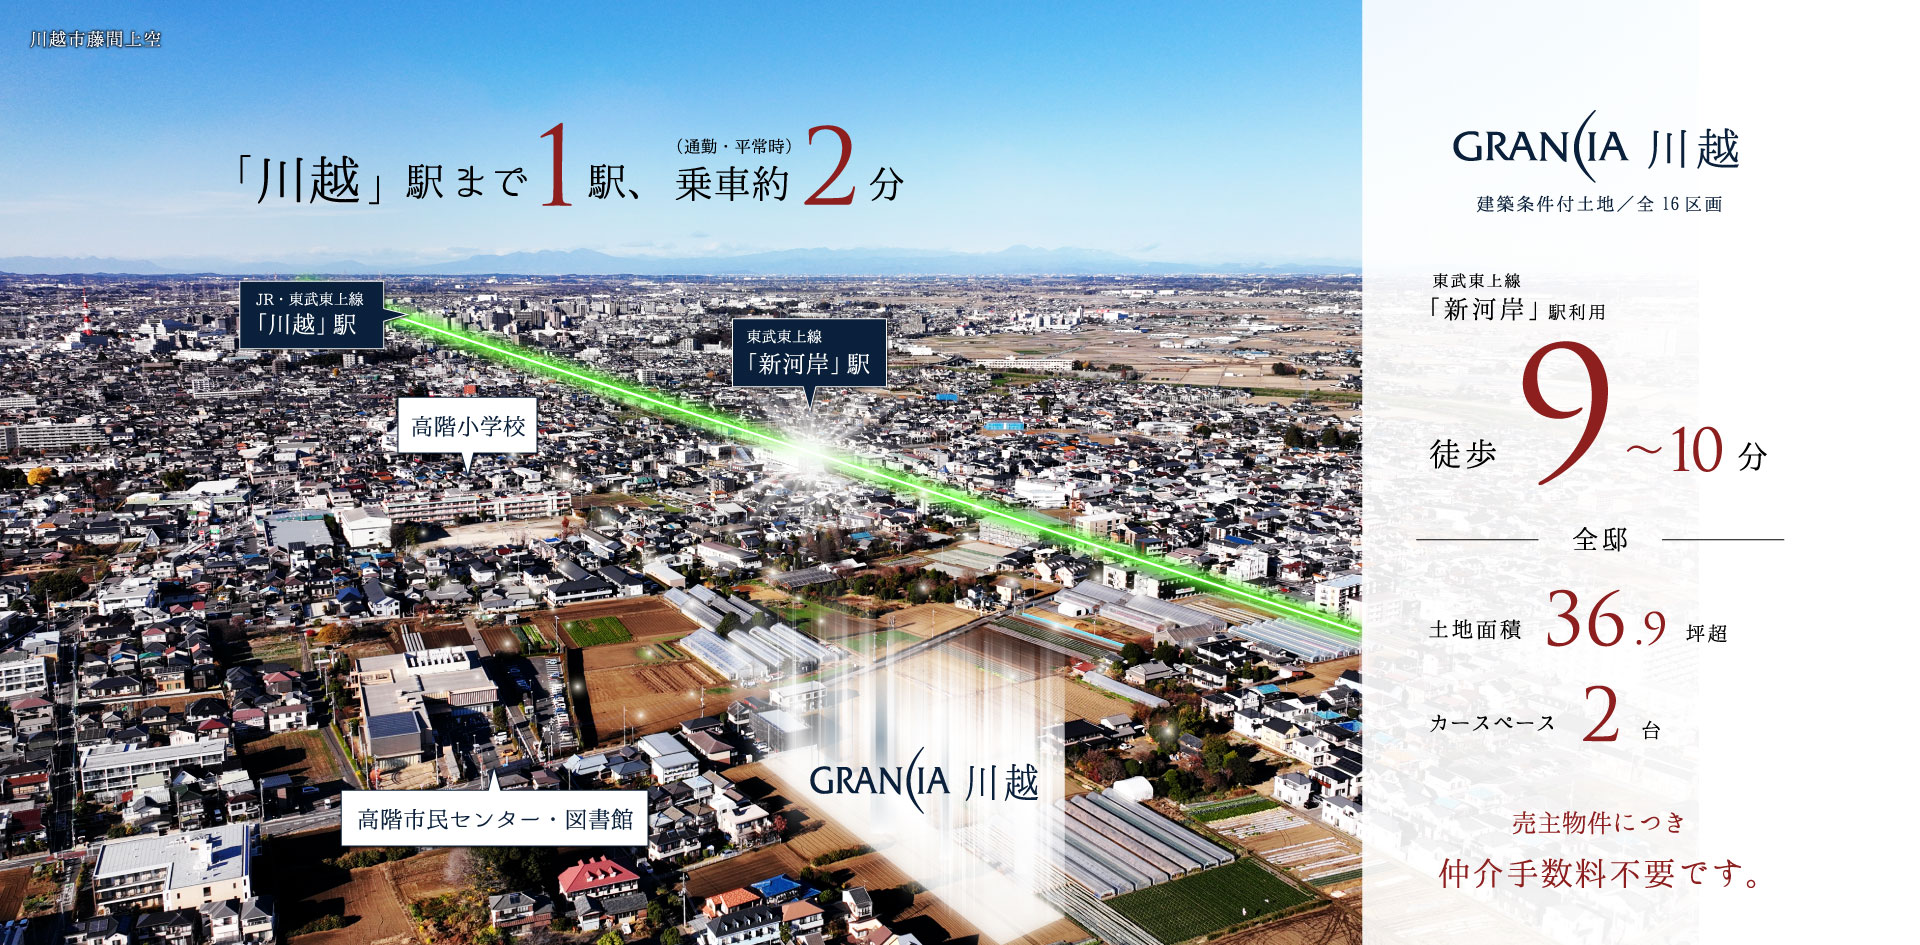 川越市藤間上空
「川越」駅まで1駅、（通勤・平常時）乗車約2分
JR・東武東上線
「川越」駅
東武東上線
「新河岸」駅
高階小学校
高階市民センター・図書館
GRANCIA 川越
GRANCIA 川越
建築条件付土地／全16区画
東武東上線
「新河岸」駅利用
徒歩9～10分
全邸
土地面積36.9坪超
カースペース2台
売主物件につき
仲介手数料不要です。